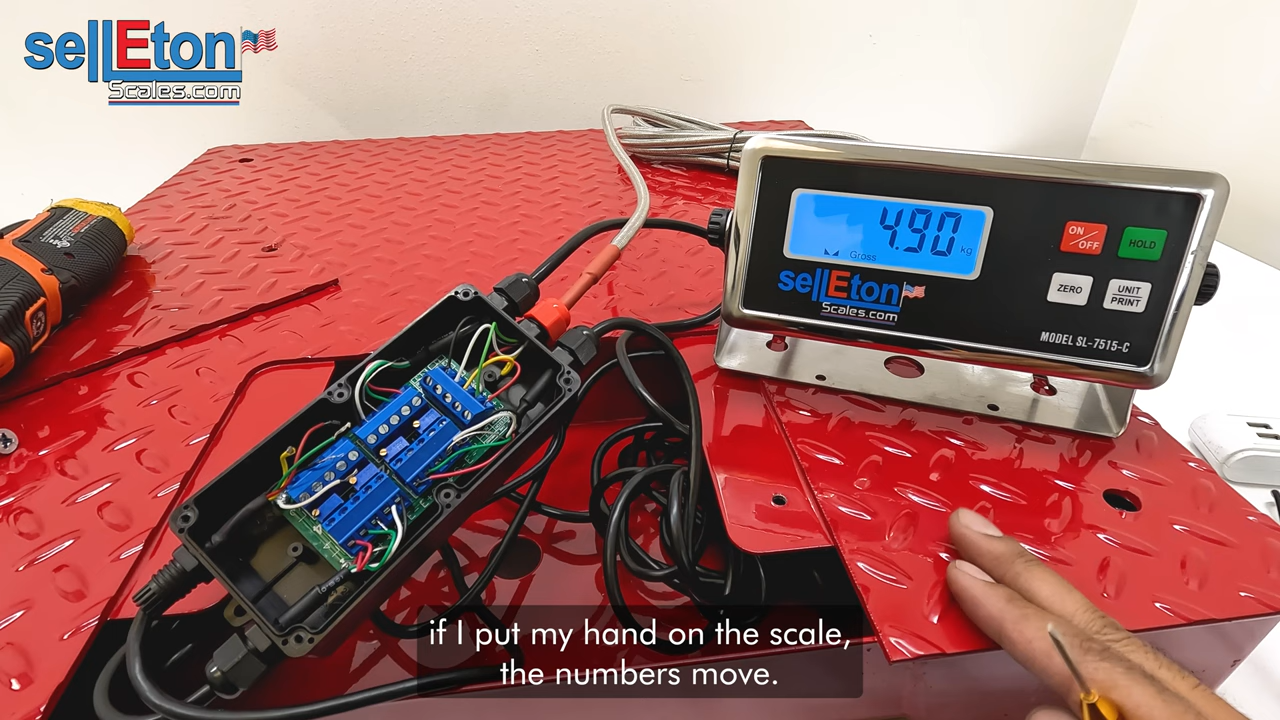 sellEton
Scales.com
4.90 kg
Gross
ON/OFF
HOLD
ZERO
UNIT
PRINT
sellEton
Scales.com
MODEL SL-7515-C
if I put my hand on the scale,
the numbers move.